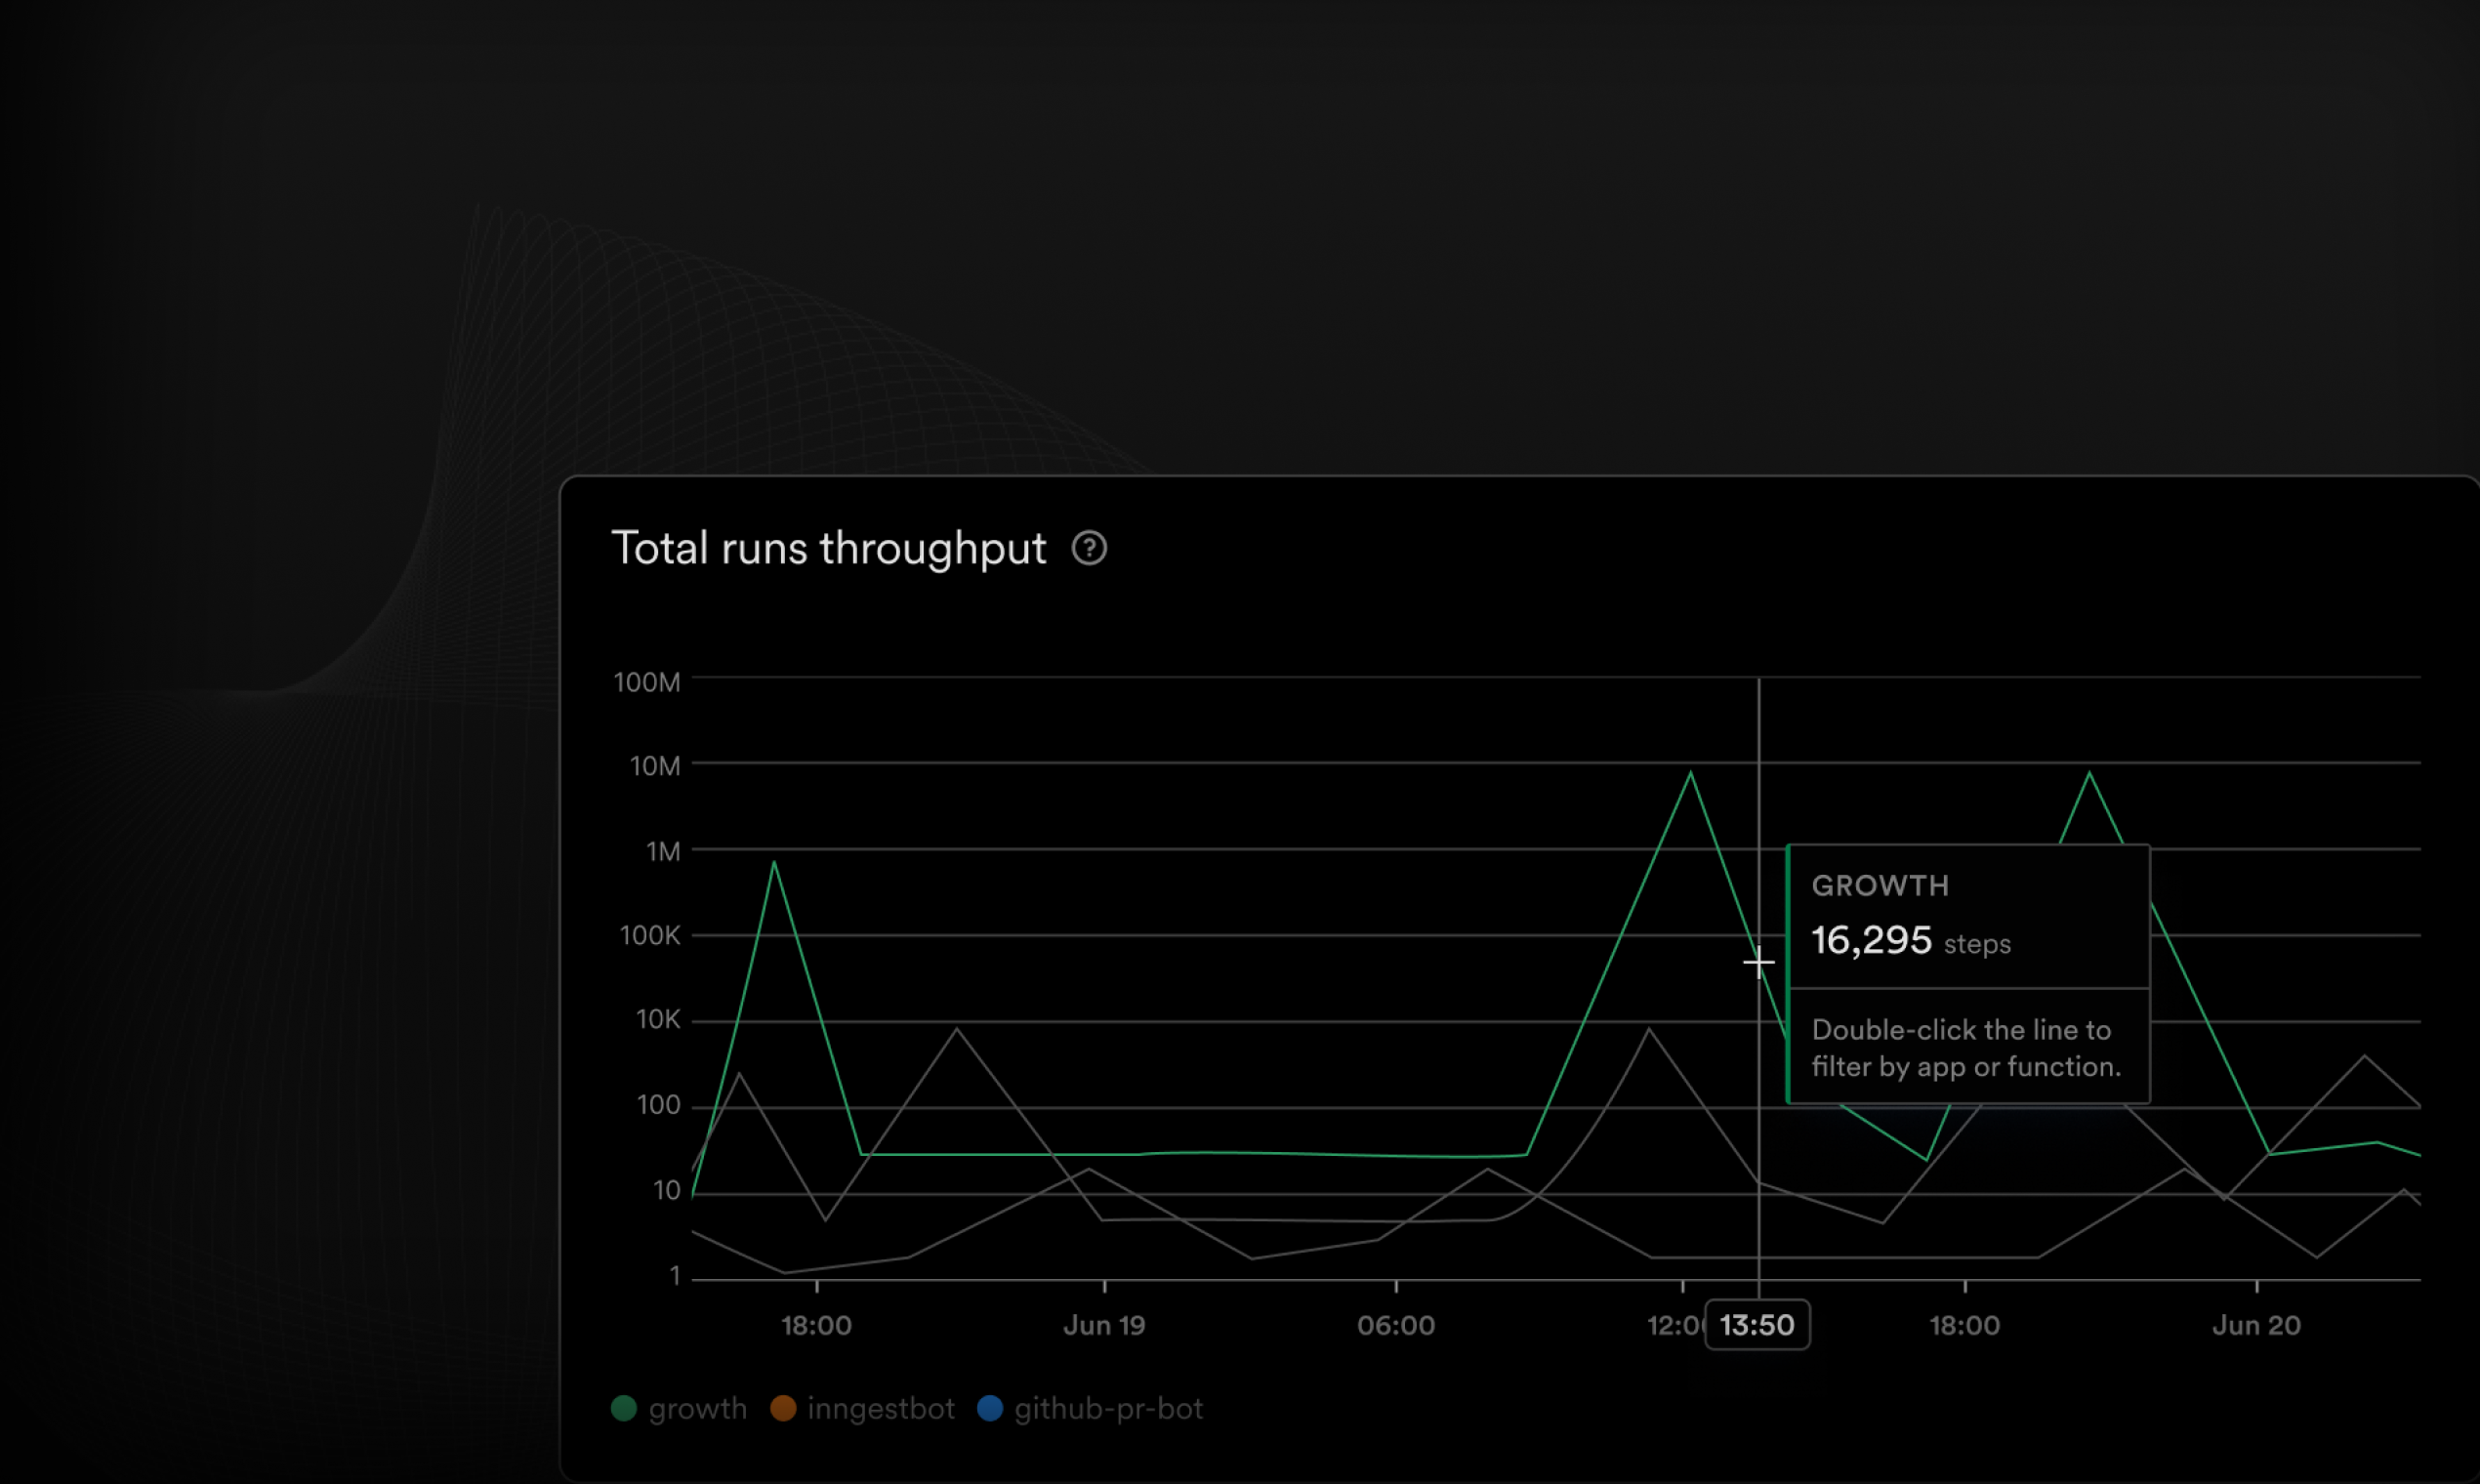 Total runs throughput ?
100M
10M
1M
100K
10K
100
10
1
GROWTH
16,295 steps
Double-click the line to
filter by app or function.
18:00 Jun 19 06:00 12:0 13:50 18:00 Jun 20
growth inngestbot github-pr-bot